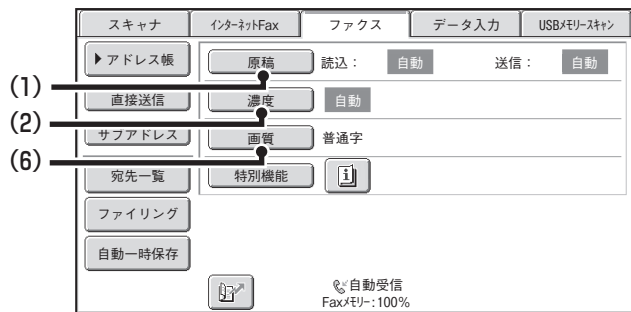 スキャナ インターネットFax ファクス データ入力 USBメモリースキャン
アドレス帳 原稿 読込： 自動 送信： 自動
(1)
直接送信 濃度 自動
(2)
サブアドレス 画質 普通字
(6)
宛先一覧 特別機能
ファイリング
自動一時保存
自動受信
Faxメモリー:100%